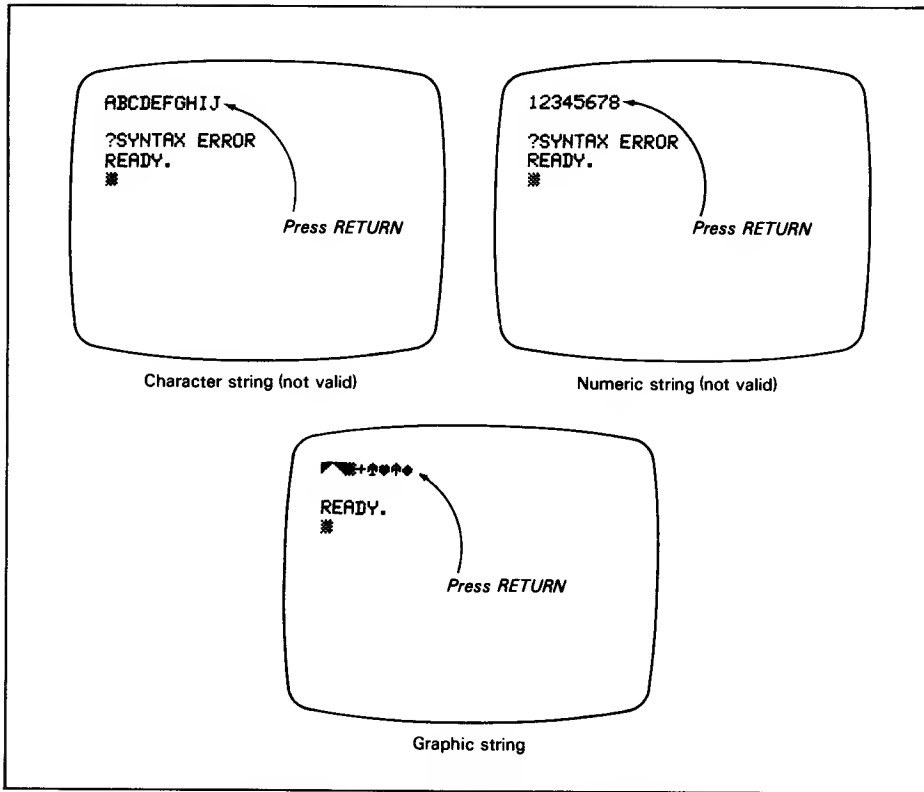 ABCDEFGHIJ
?SYNTAX ERROR
READY.
Press RETURN
Character string (not valid)
12345678
?SYNTAX ERROR
READY.
Press RETURN
Numeric string (not valid)
READY.
Press RETURN
Graphic string